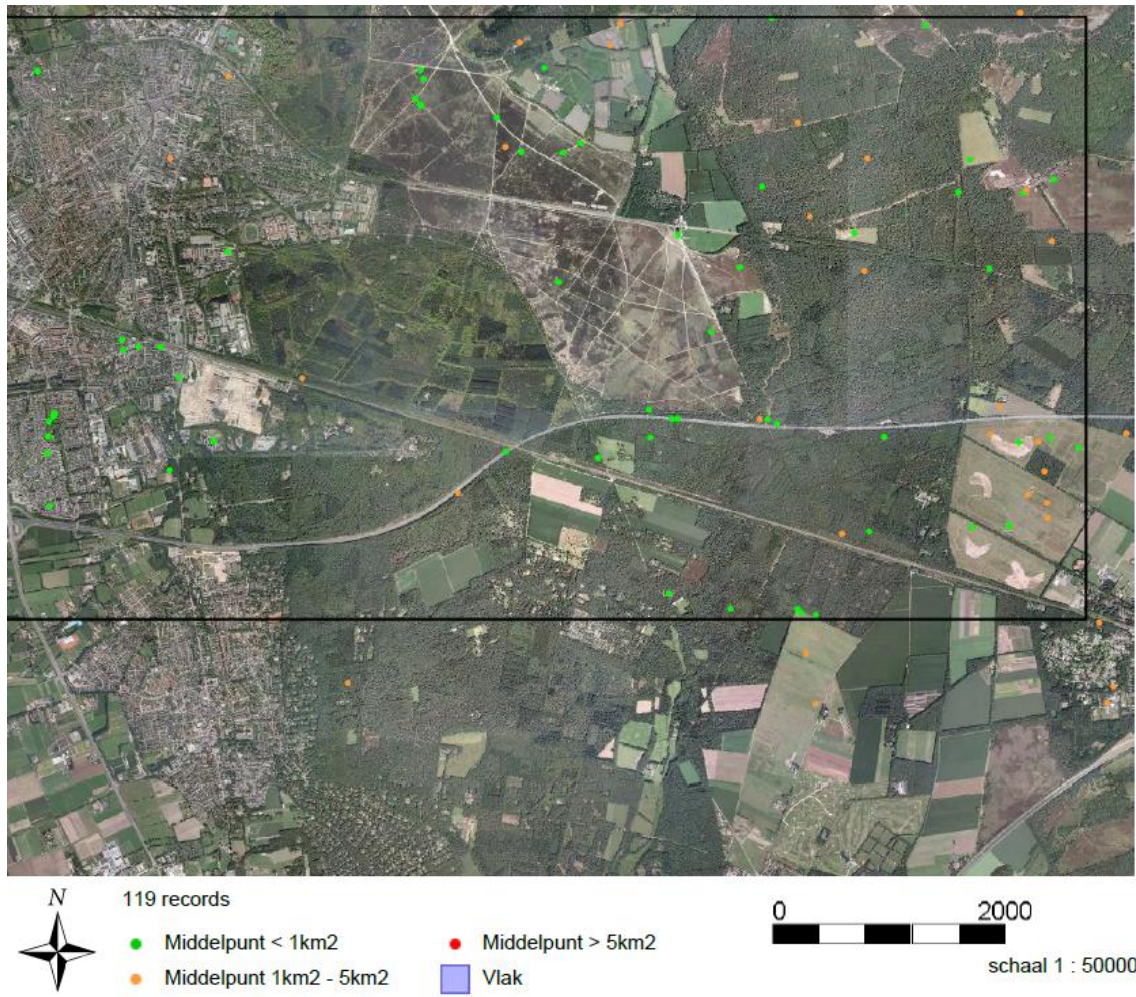 N
119 records
Middelpunt < 1km2
Middelpunt > 5km2
Middelpunt 1km2 - 5km2
Vlak
0 2000
schaal 1 : 50000